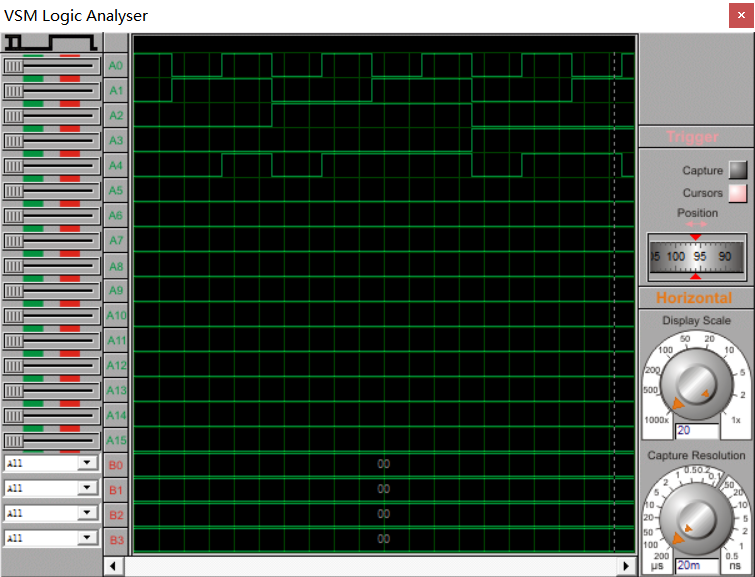 VSM Logic Analyser
A0
A1
A2
A3
A4
A5
A6
A7
A8
A9
A10
A11
A12
A13
A14
A15
All B0 00
All B1 00
All B2 00
All B3 00
Trigger
Capture
Cursors
Position
100 95 90
Horizontal
Display Scale
1000x 500 200 100 50 20 10 5 2 1x
20
Capture Resolution
200 100 50 20 10 5 2 1 0.5 0.2 0.1 50 20 10 5 2 1 0.5
µs 20m ns